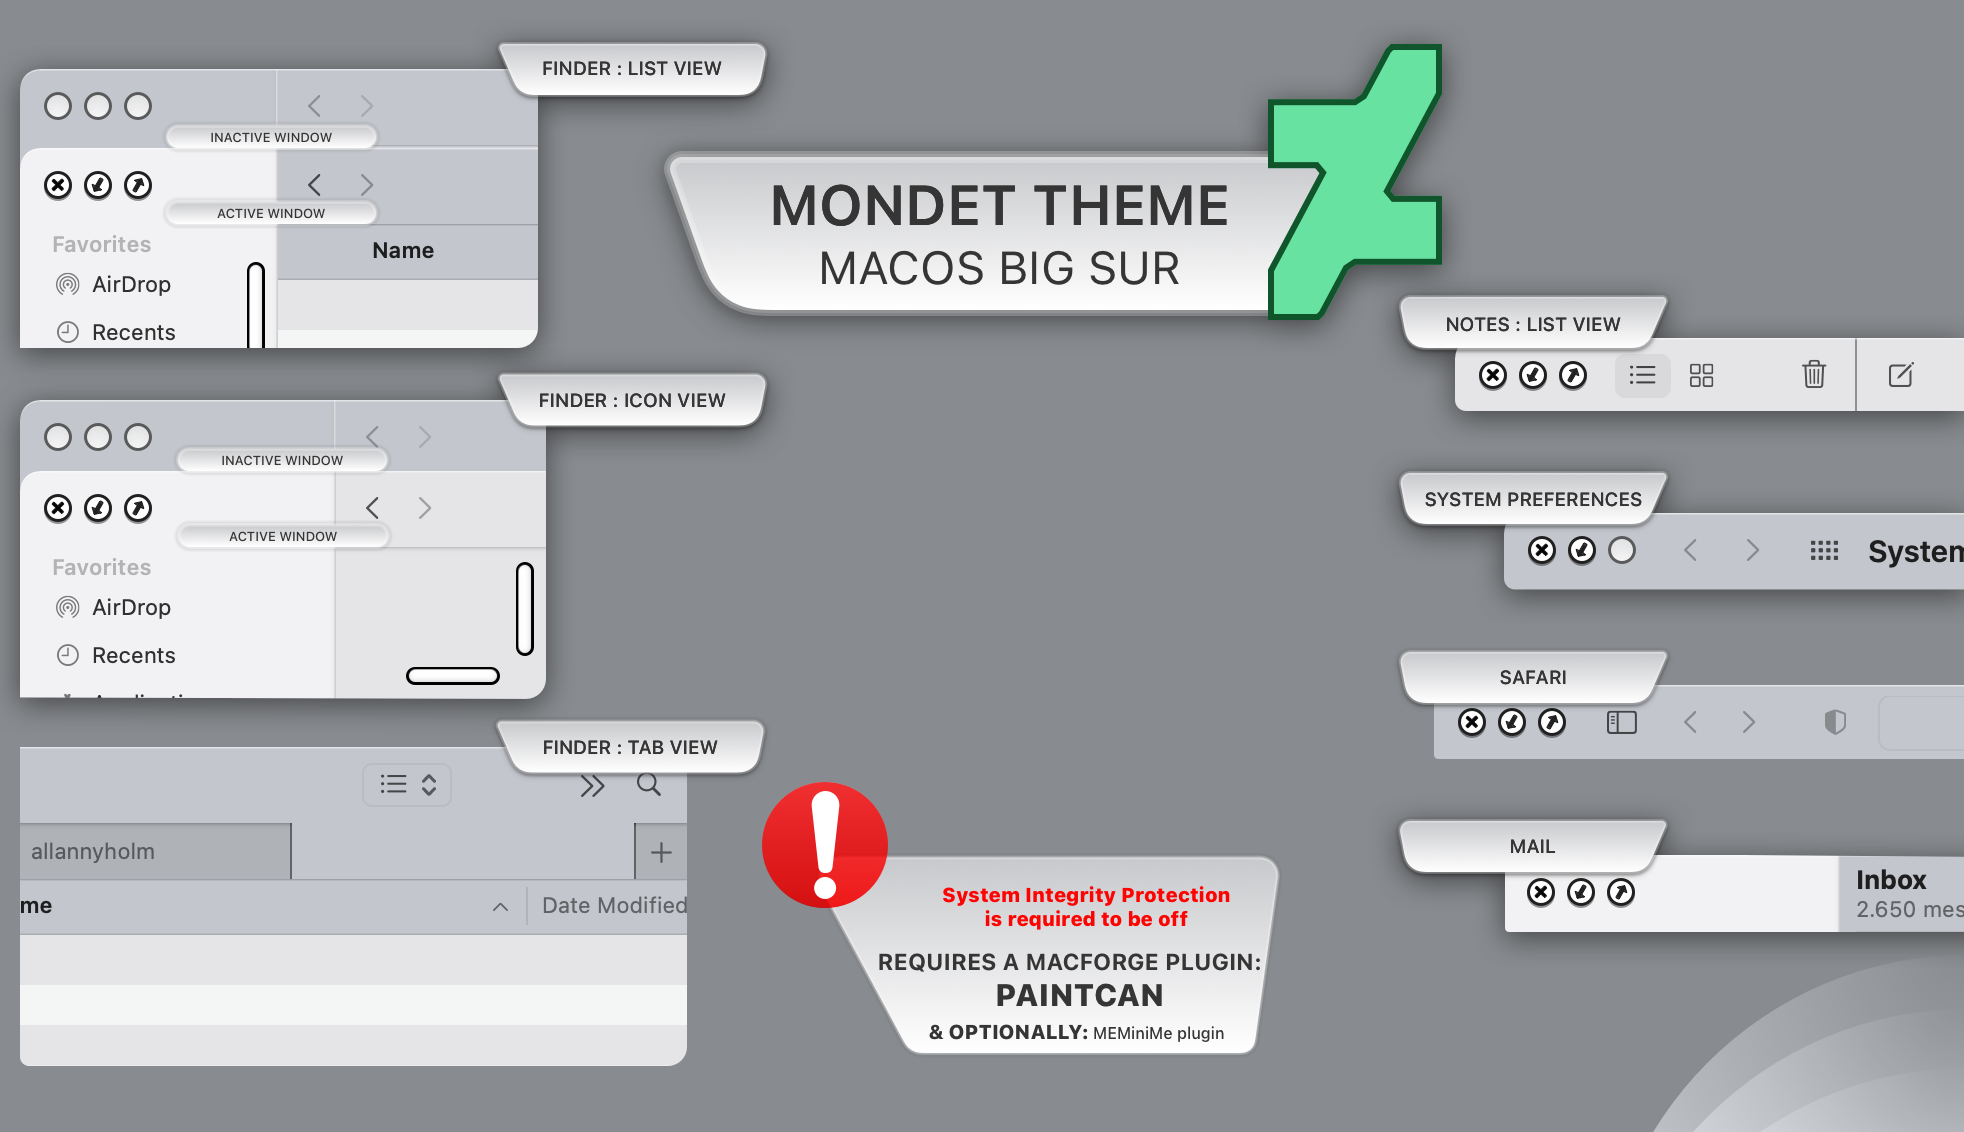 FINDER : LIST VIEW
INACTIVE WINDOW
ACTIVE WINDOW
Favorites
Name
AirDrop
Recents
MONDET THEME
MACOS BIG SUR
FINDER : ICON VIEW
INACTIVE WINDOW
ACTIVE WINDOW
Favorites
AirDrop
Recents
FINDER : TAB VIEW
allannyholm
me
Date Modified
System Integrity Protection
is required to be off
REQUIRES A MACFORGE PLUGIN:
PAINTCAN
& OPTIONALLY: MEMiniMe plugin
NOTES : LIST VIEW
SYSTEM PREFERENCES
System
SAFARI
MAIL
Inbox
2.650 mes